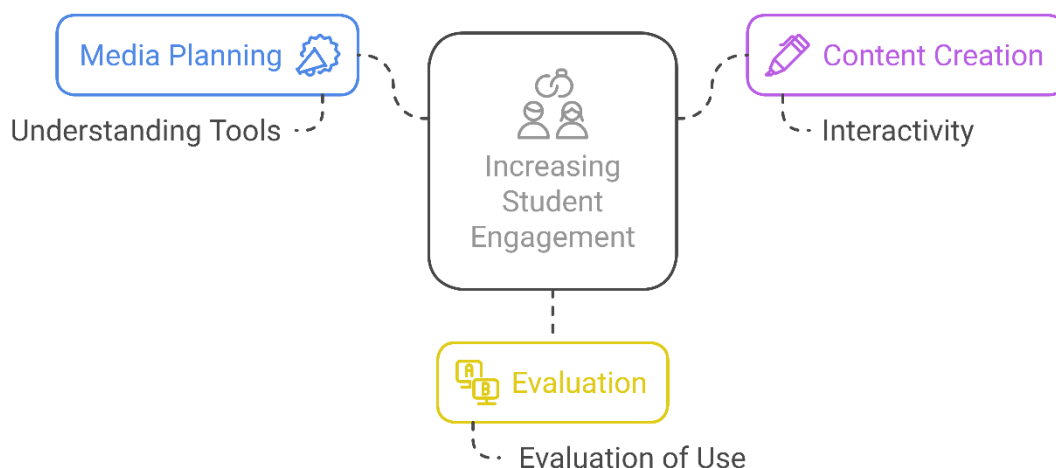 Media Planning
Understanding Tools
Increasing
Student
Engagement
Content Creation
Interactivity
A
B
Evaluation
Evaluation of Use